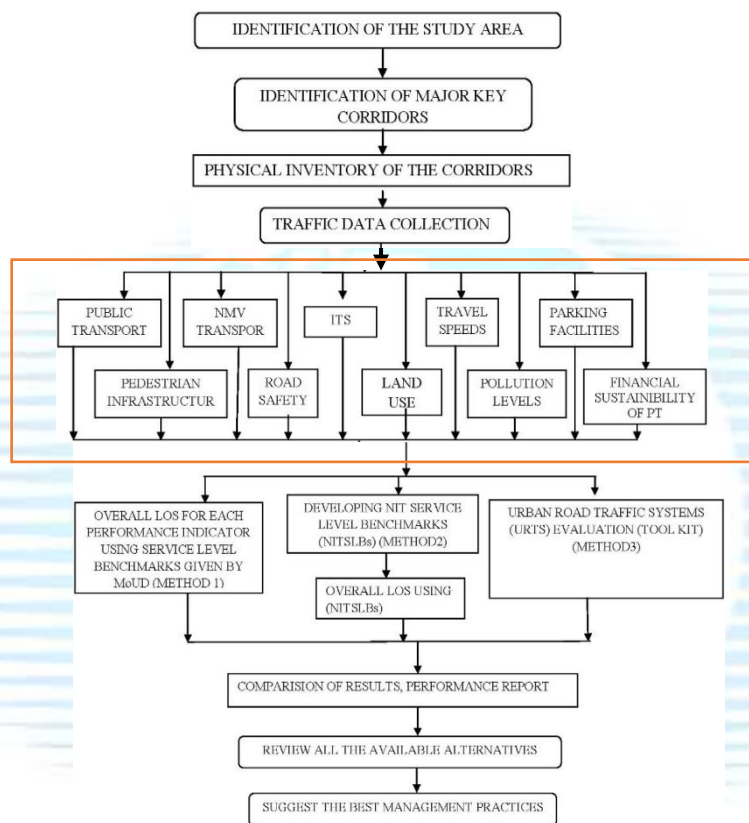 IDENTIFICATION OF THE STUDY AREA
IDENTIFICATION OF MAJOR KEY
CORRIDORS
PHYSICAL INVENTORY OF THE CORRIDORS
TRAFFIC DATA COLLECTION
PUBLIC
TRANSPORT
NMV
TRANSPOR
ITS
TRAVEL
SPEEDS
PARKING
FACILITIES
PEDESTRIAN
INFRASTRUCTUR
ROAD
SAFETY
LAND
USE
POLLUTION
LEVELS
FINANCIAL
SUSTAINIBILITY
OF PT
OVERALL LOS FOR EACH
PERFORMANCE INDICATOR
USING SERVICE LEVEL
BENCHMARKS GIVEN BY
MoUD (METHOD 1)
DEVELOPING NIT SERVICE
LEVEL BENCHMARKS
(NITSLBs) (METHOD2)
OVERALL LOS USING
(NITSLBs)
URBAN ROAD TRAFFIC SYSTEMS
(URTS) EVALUATION (TOOL KIT)
(METHOD3)
COMPARISION OF RESULTS, PERFORMANCE REPORT
REVIEW ALL THE AVAILABLE ALTERNATIVES
SUGGEST THE BEST MANAGEMENT PRACTICES